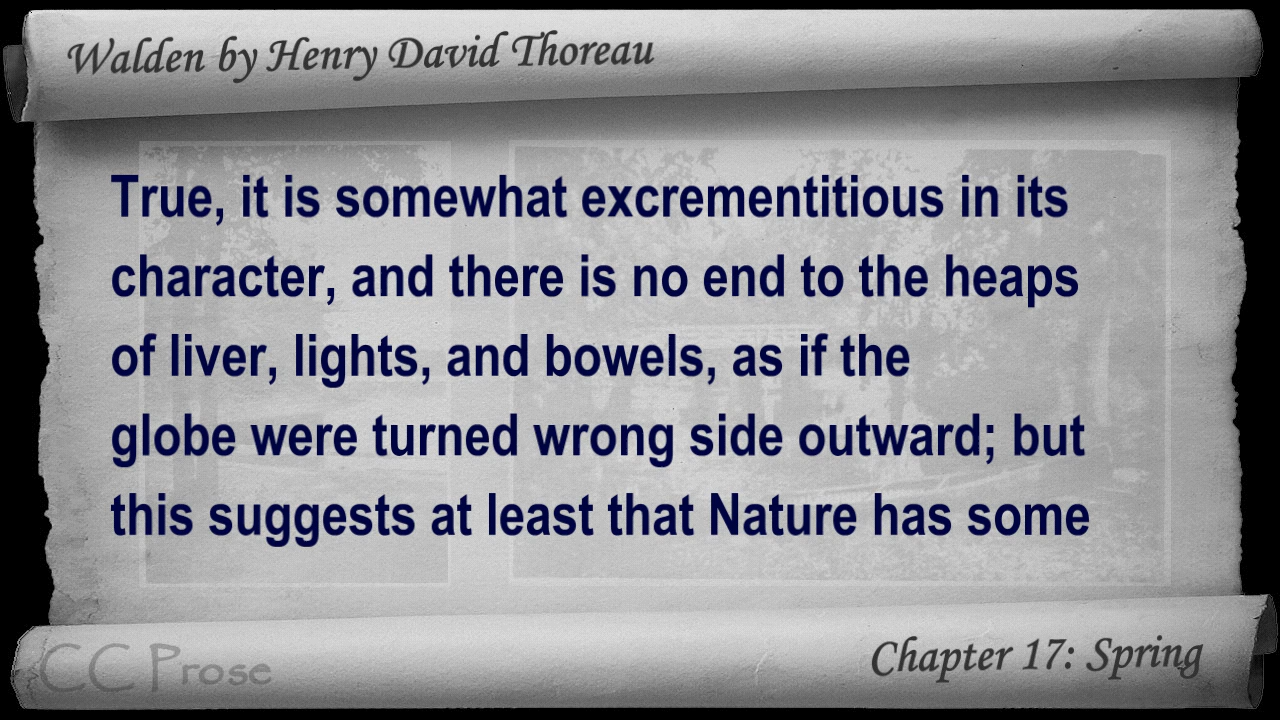 Walden by Henry David Thoreau
True, it is somewhat excrementitious in its
character, and there is no end to the heaps
of liver, lights, and bowels, as if the
globe were turned wrong side outward; but
this suggests at least that Nature has some
CC Prose
Chapter 17: Spring